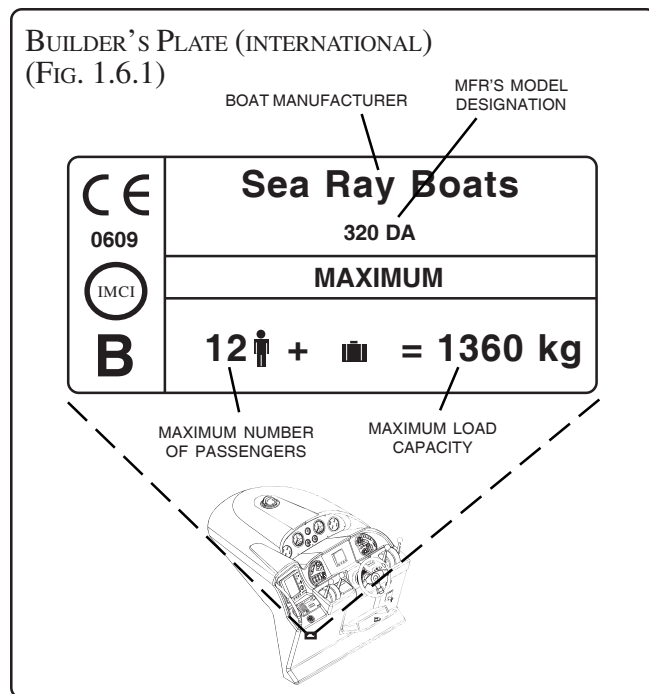 BUILDER'S PLATE (INTERNATIONAL)
(FIG. 1.6.1)
BOAT MANUFACTURER
MFR'S MODEL
DESIGNATION
CE
0609
IMCI
B
Sea Ray Boats
320 DA
MAXIMUM
12 + = 1360 kg
MAXIMUM NUMBER
OF PASSENGERS
MAXIMUM LOAD
CAPACITY